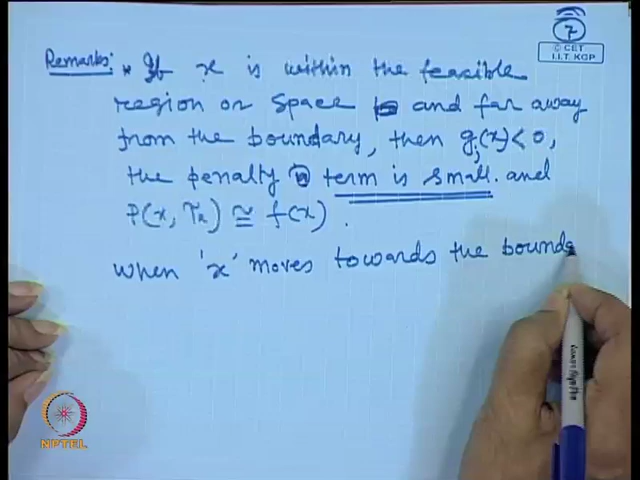 7
© CET
I.I.T. KGP
Remarks: * If x is within the feasible
region or space and far away
from the boundary, then gj(x) < 0,
the penalty term is small and
P(x, rk) ≅ f(x).
When 'x' moves towards the bounda
NPTEL